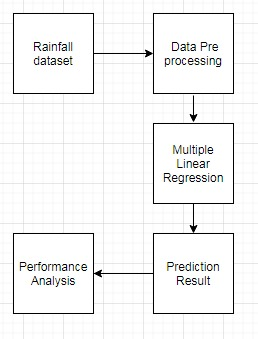 Rainfall
dataset
Data Pre
processing
Multiple
Linear
Regression
Prediction
Result
Performance
Analysis